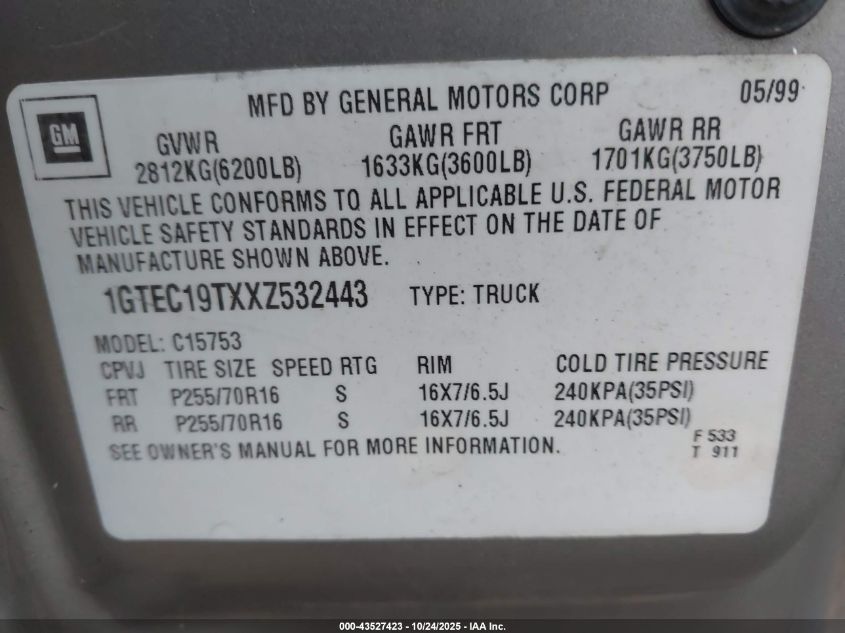 MFD BY GENERAL MOTORS CORP 05/99
GM
GVWR GAWR FRT GAWR RR
2812KG(6200LB) 1633KG(3600LB) 1701KG(3750LB)
THIS VEHICLE CONFORMS TO ALL APPLICABLE U.S. FEDERAL MOTOR
VEHICLE SAFETY STANDARDS IN EFFECT ON THE DATE OF
MANUFACTURE SHOWN ABOVE.
1GTEC19TXXZ532443 TYPE: TRUCK
MODEL: C15753
CPVJ TIRE SIZE SPEED RTG RIM COLD TIRE PRESSURE
FRT P255/70R16 S 16X7/6.5J 240KPA(35PSI)
RR P255/70R16 S 16X7/6.5J 240KPA(35PSI)
SEE OWNER'S MANUAL FOR MORE INFORMATION.
F 533
T 911
000-43527423 - 10/24/2025 - IAA Inc.